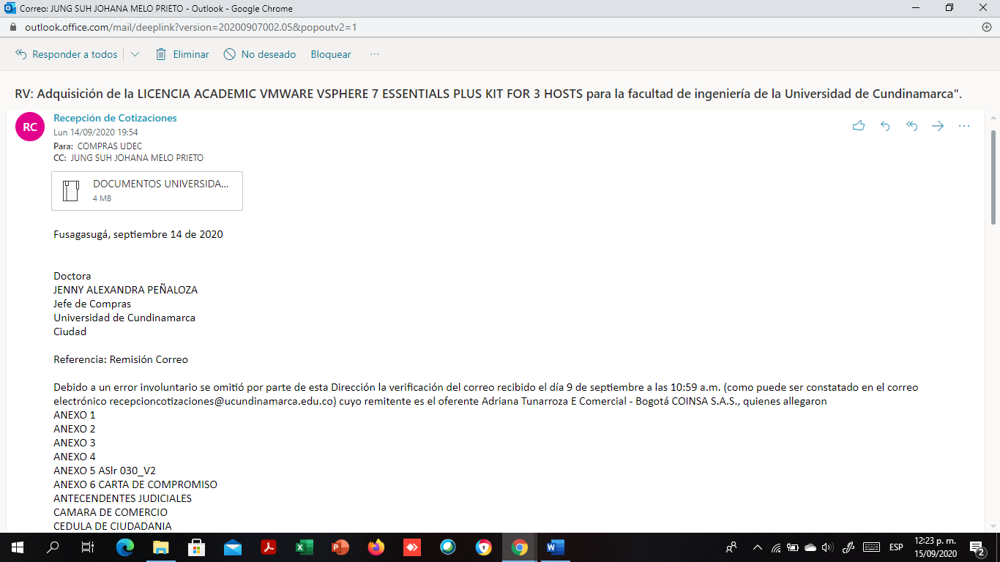 Correo: JUNG SUH JOHANA MELO PRIETO - Outlook - Google Chrome
outlook.office.com/mail/deeplink?version=20200907002.05&popoutv2=1
Responder a todos Eliminar No deseado Bloquear ...
RV: Adquisición de la LICENCIA ACADEMIC VMWARE VSPHERE 7 ESSENTIALS PLUS KIT FOR 3 HOSTS para la facultad de ingeniería de la Universidad de Cundinamarca".
RC
Recepción de Cotizaciones
Lun 14/09/2020 19:54
Para: COMPRAS UDEC
CC: JUNG SUH JOHANA MELO PRIETO
DOCUMENTOS UNIVERSIDA...
4 MB
Fusagasugá, septiembre 14 de 2020
Doctora
JENNY ALEXANDRA PEÑALOZA
Jefe de Compras
Universidad de Cundinamarca
Ciudad
Referencia: Remisión Correo
Debido a un error involuntario se omitió por parte de esta Dirección la verificación del correo recibido el día 9 de septiembre a las 10:59 a.m. (como puede ser constatado en el correo
electrónico recepcioncotizaciones@ucundinamarca.edu.co) cuyo remitente es el oferente Adriana Tunarroza E Comercial - Bogotá COINSA S.A.S., quienes allegaron
ANEXO 1
ANEXO 2
ANEXO 3
ANEXO 4
ANEXO 5 ASlr 030_V2
ANEXO 6 CARTA DE COMPROMISO
ANTECENDENTES JUDICIALES
CAMARA DE COMERCIO
CEDULA DE CIUDADANIA
ESP
12:23 p. m.
15/09/2020
2